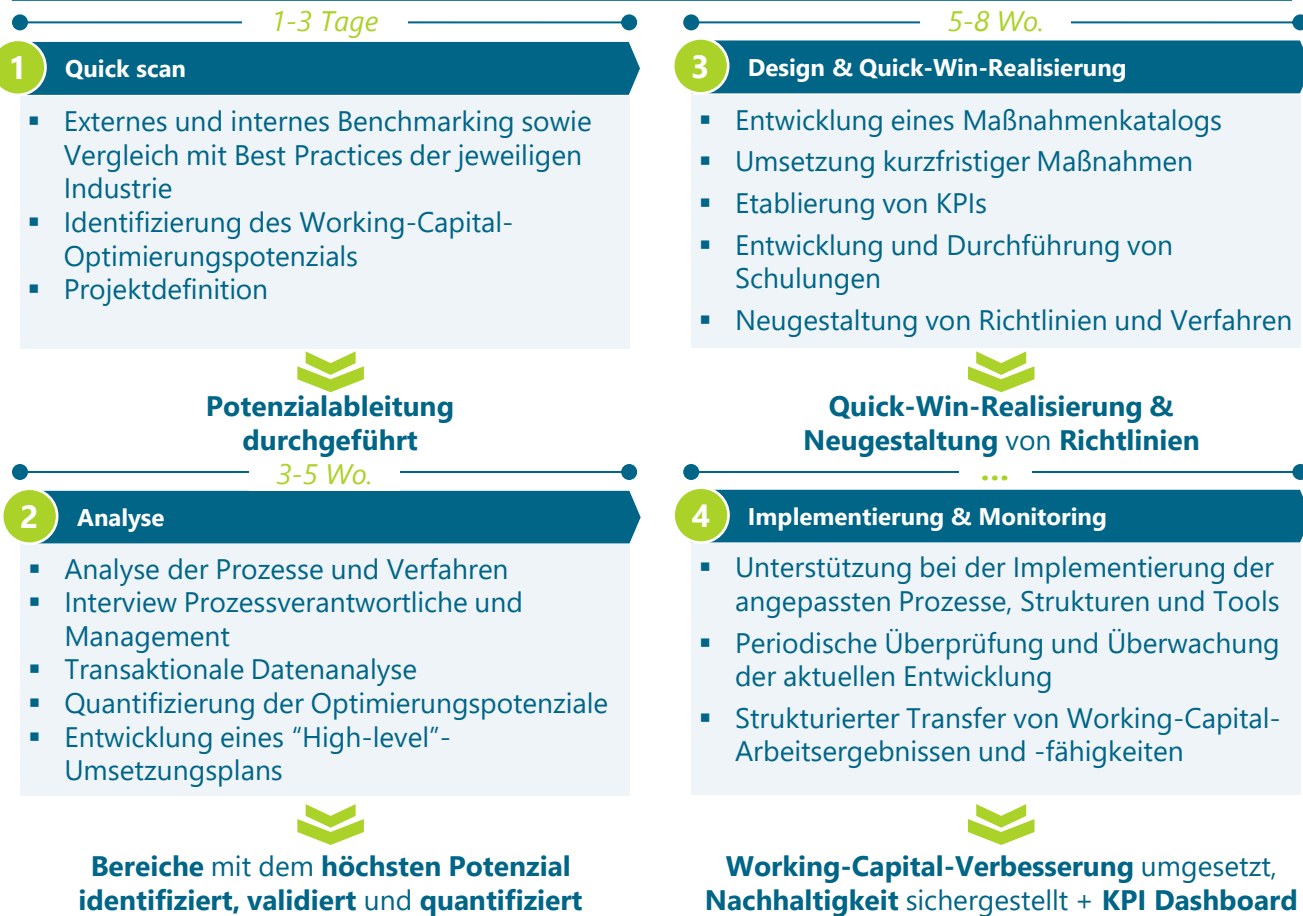 1-3 Tage
1 Quick scan
▪ Externes und internes Benchmarking sowie
Vergleich mit Best Practices der jeweiligen
Industrie
▪ Identifizierung des Working-Capital-
Optimierungspotenzials
▪ Projektdefinition
Potenzialableitung
durchgeführt
3-5 Wo.
2 Analyse
▪ Analyse der Prozesse und Verfahren
▪ Interview Prozessverantwortliche und
Management
▪ Transaktionale Datenanalyse
▪ Quantifizierung der Optimierungspotenziale
▪ Entwicklung eines “High-level”-
Umsetzungsplans
Bereiche mit dem höchsten Potenzial
identifiziert, validiert und quantifiziert
5-8 Wo.
3 Design & Quick-Win-Realisierung
▪ Entwicklung eines Maßnahmenkatalogs
▪ Umsetzung kurzfristiger Maßnahmen
▪ Etablierung von KPIs
▪ Entwicklung und Durchführung von
Schulungen
▪ Neugestaltung von Richtlinien und Verfahren
Quick-Win-Realisierung &
Neugestaltung von Richtlinien
...
4 Implementierung & Monitoring
▪ Unterstützung bei der Implementierung der
angepassten Prozesse, Strukturen und Tools
▪ Periodische Überprüfung und Überwachung
der aktuellen Entwicklung
▪ Strukturierter Transfer von Working-Capital-
Arbeitsergebnissen und -fähigkeiten
Working-Capital-Verbesserung umgesetzt,
Nachhaltigkeit sichergestellt + KPI Dashboard